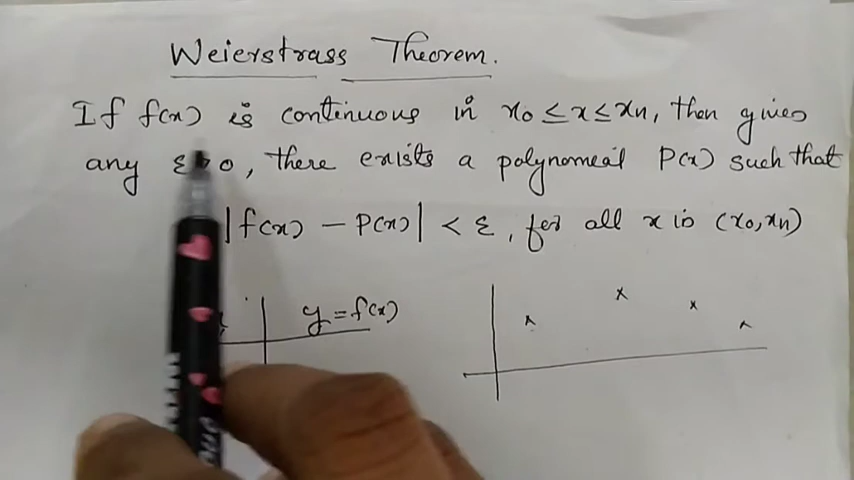 Weierstrass Theorem.
If f(x) is continuous in x₀ ≤ x ≤ xₙ, then given
any ε > 0, there exists a polynomial P(x) such that
|f(x) − P(x)| < ε, for all x in (x₀, xₙ)
y = f(x)